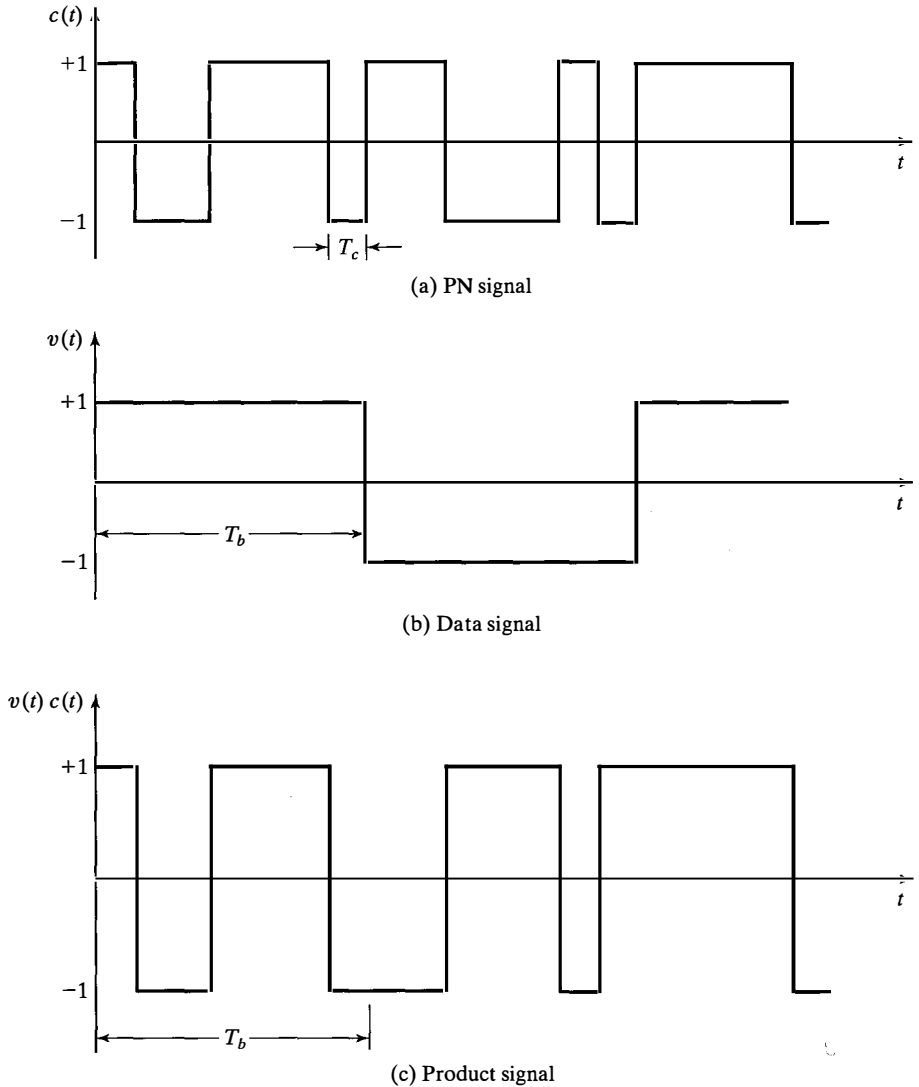 c(t)
+1
t
−1
T_c
(a) PN signal
v(t)
+1
t
T_b
−1
(b) Data signal
v(t) c(t)
+1
t
−1
T_b
(c) Product signal